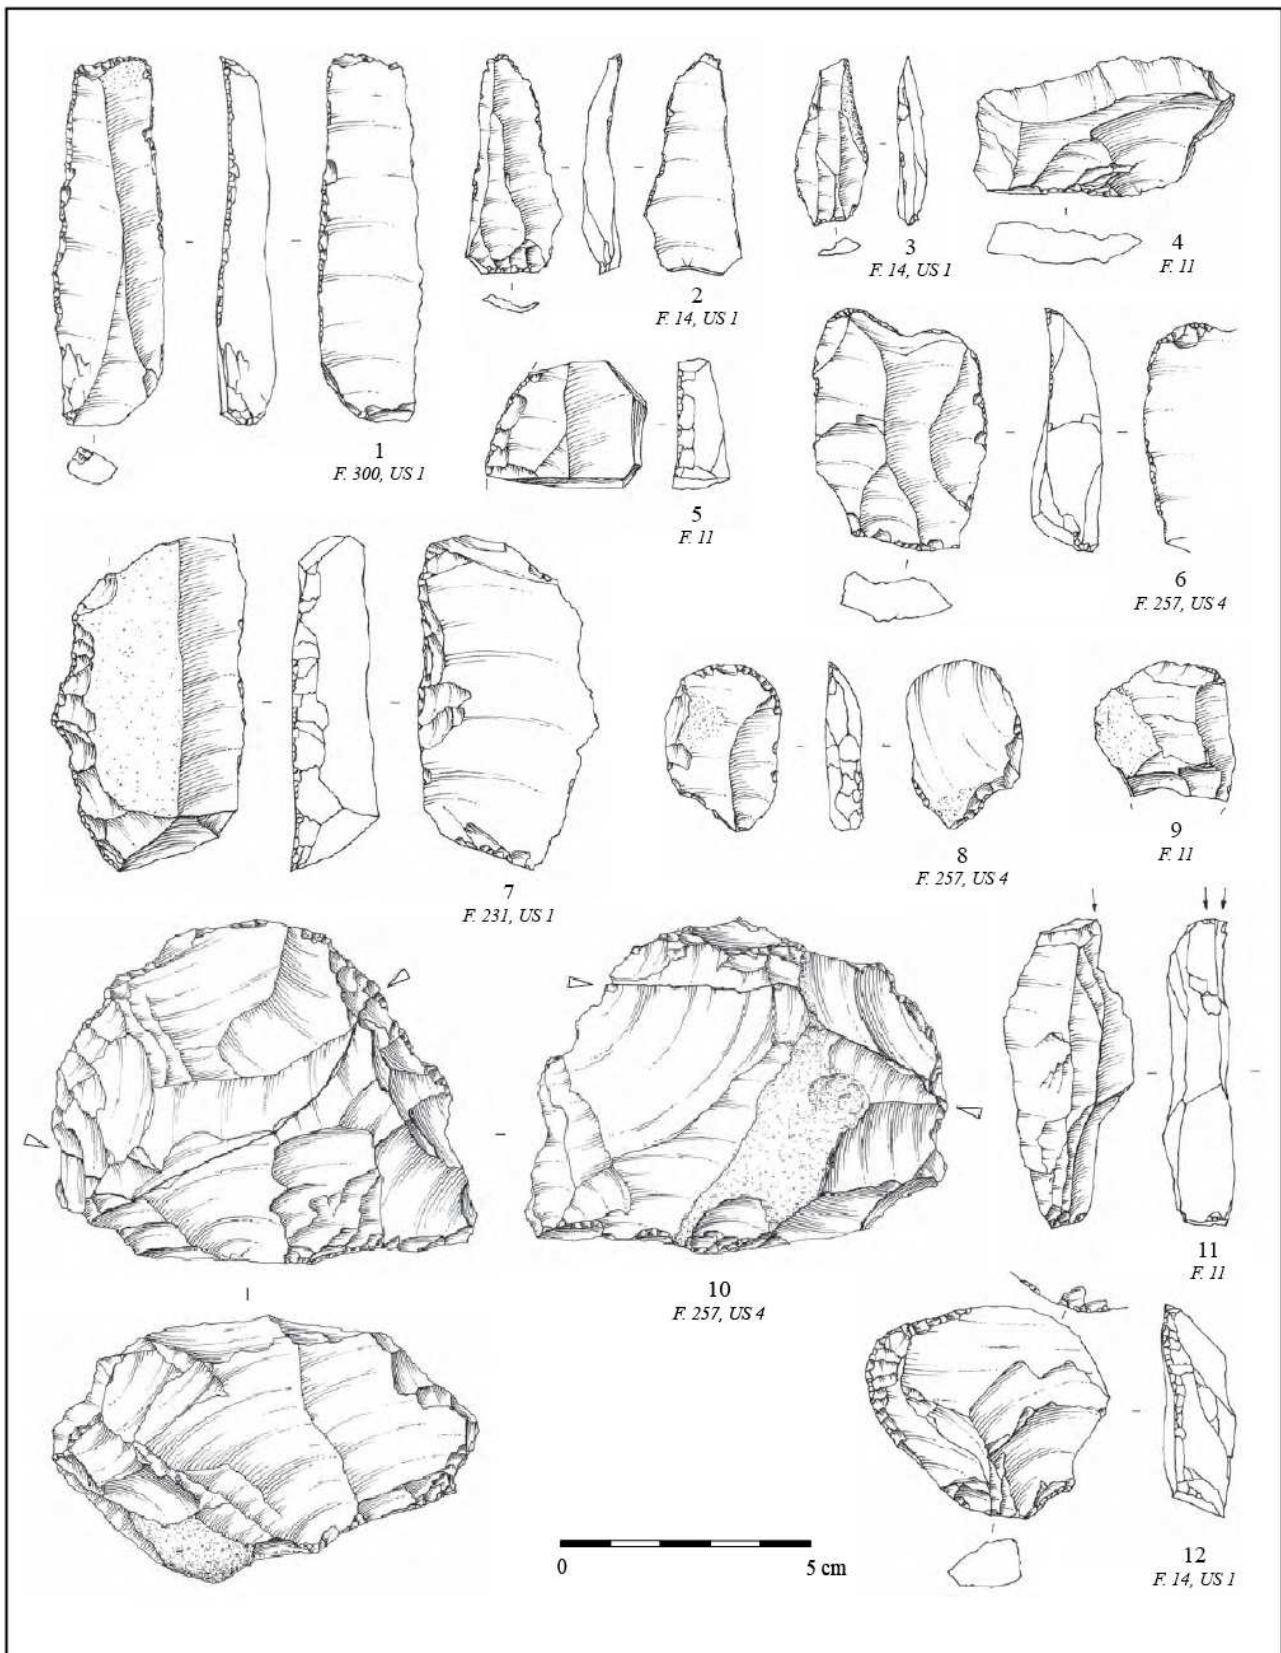 1
F. 300, US 1
2
F. 14, US 1
3
F. 14, US 1
4
F. 11
5
F. 11
6
F. 257, US 4
7
F. 231, US 1
8
F. 257, US 4
9
F. 11
10
F. 257, US 4
11
F. 11
12
F. 14, US 1
0 5 cm